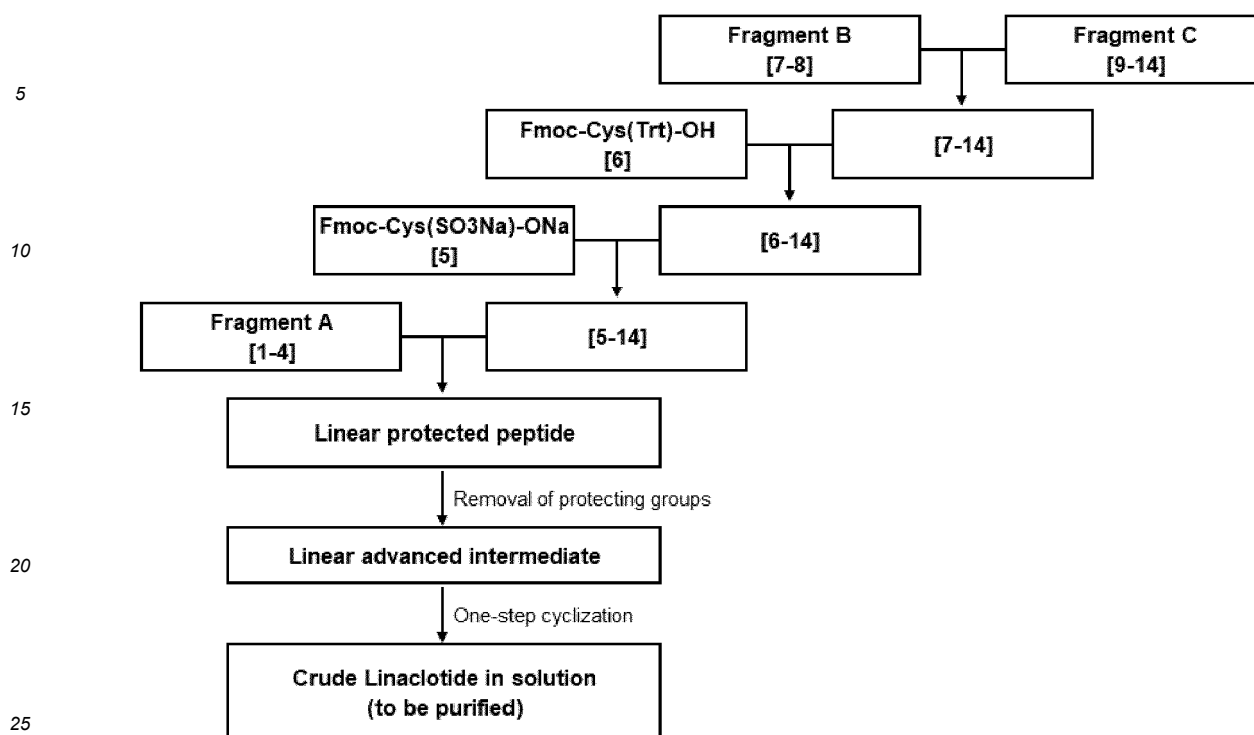 Fragment B
[7-8]
Fragment C
[9-14]
5
Fmoc-Cys(Trt)-OH
[6]
[7-14]
Fmoc-Cys(SO3Na)-ONa
[5]
[6-14]
10
Fragment A
[1-4]
[5-14]
15
Linear protected peptide
Removal of protecting groups
Linear advanced intermediate
20
One-step cyclization
Crude Linaclotide in solution
(to be purified)
25